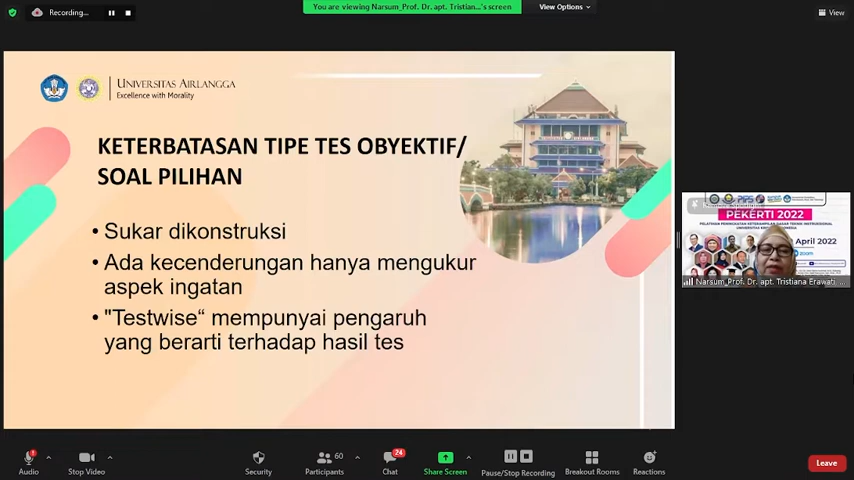 Recording...
You are viewing Narsum_Prof. Dr. apt. Tristian...'s screen
View Options
View
UNIVERSITAS AIRLANGGA
Excellence with Morality
KETERBATASAN TIPE TES OBYEKTIF/
SOAL PILIHAN
• Sukar dikonstruksi
• Ada kecenderungan hanya mengukur
aspek ingatan
• "Testwise“ mempunyai pengaruh
yang berarti terhadap hasil tes
PEKERTI 2022
April 2022
zoom
Narsum_Prof. Dr. apt. Tristiana Erawati, ...
Audio
Stop Video
Security
60
Participants
24
Chat
Share Screen
Pause/Stop Recording
Breakout Rooms
Reactions
Leave